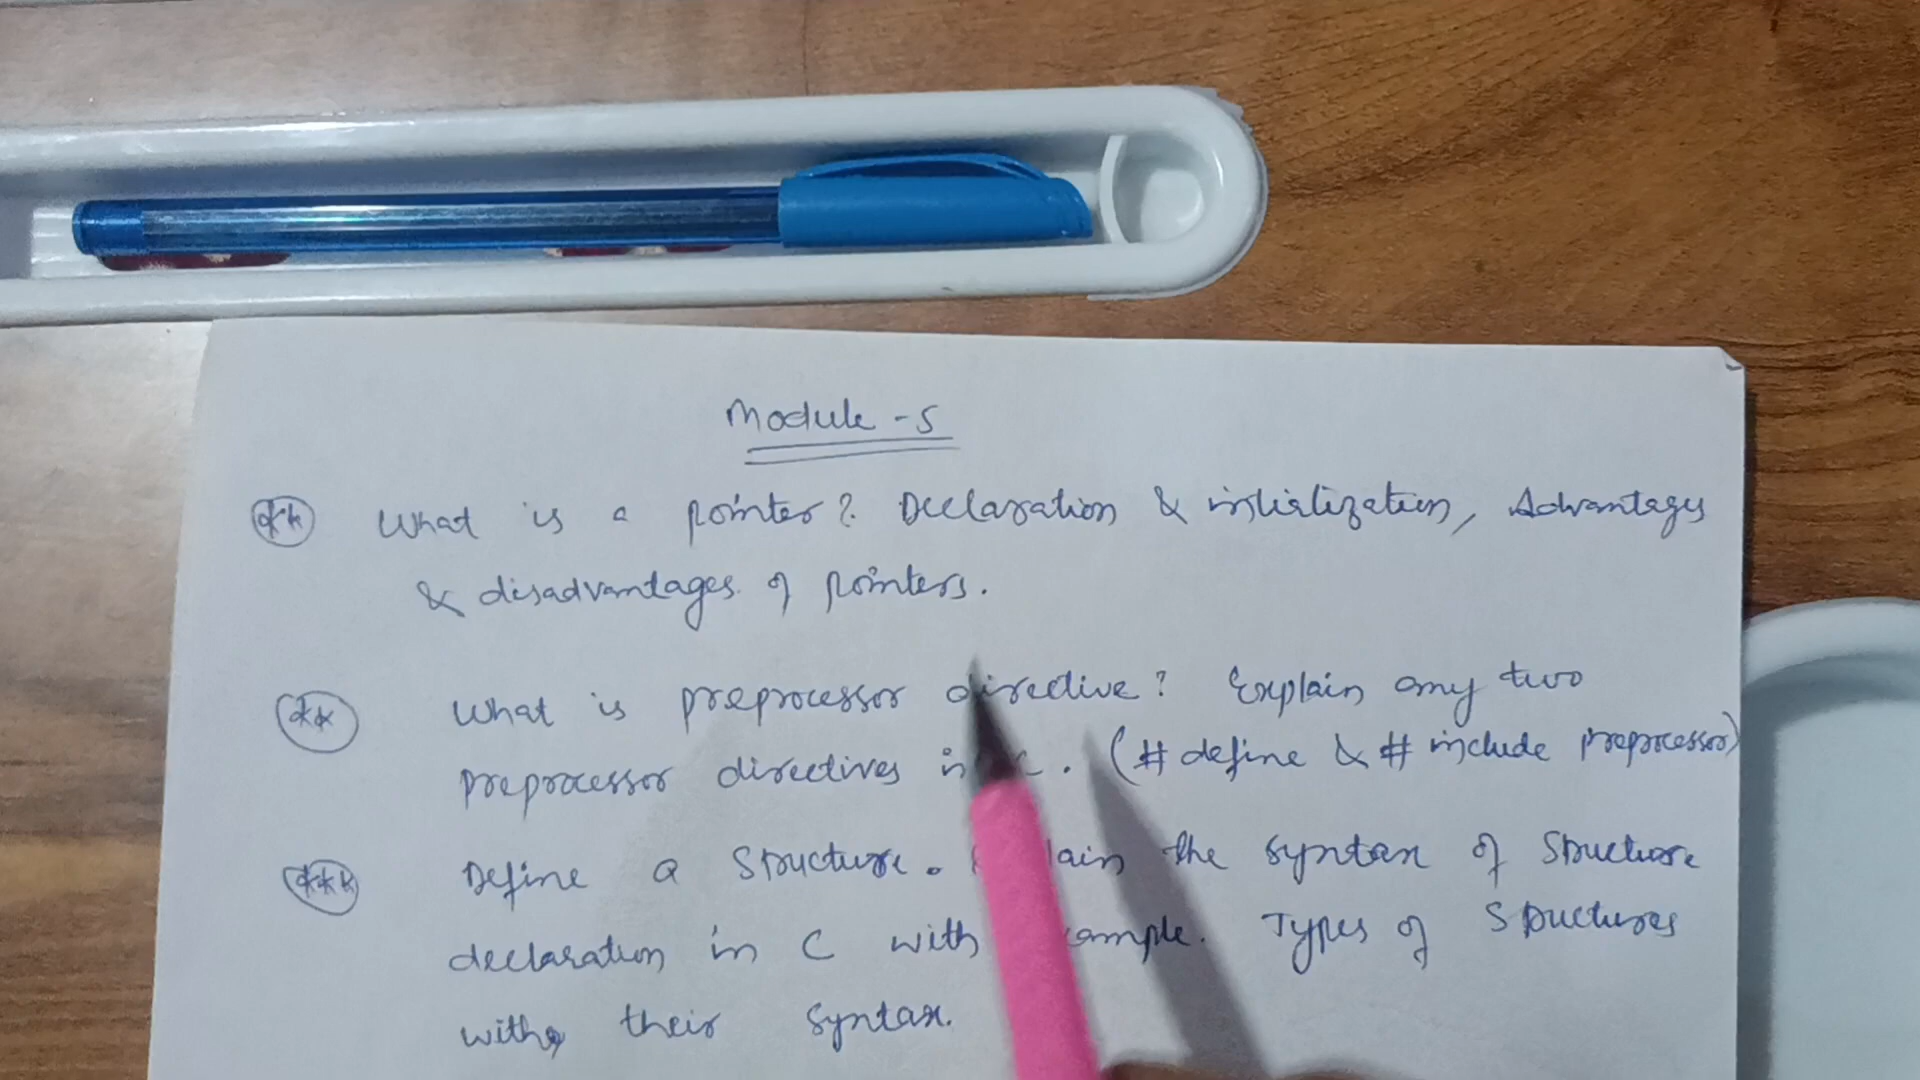 Module - 5
** What is a pointer? Declaration & initialization, Advantages
& disadvantages of pointers.
** What is preprocessor directive? Explain any two
preprocessor directives in C. (# define & # include preprocessor)
*** Define a structure. the syntax of structure
declaration in C with Types of structures
with their syntax.